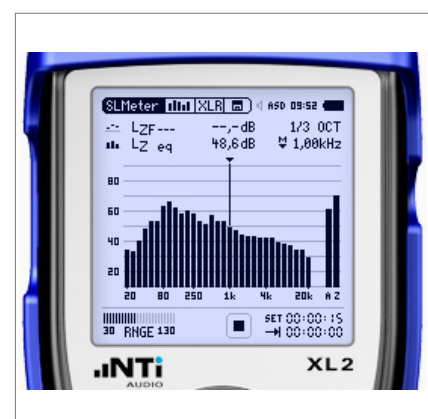 SLMeter XLR ASD 09:52
LZF--- --,-dB 1/3 OCT
LZ eq 48,6dB M 1,00kHz
80
60
40
20
20 80 250 1k 4k 20k A Z
SET 00:00:15
30 RNGE 130 00:00:00
NTi
AUDIO
XL2